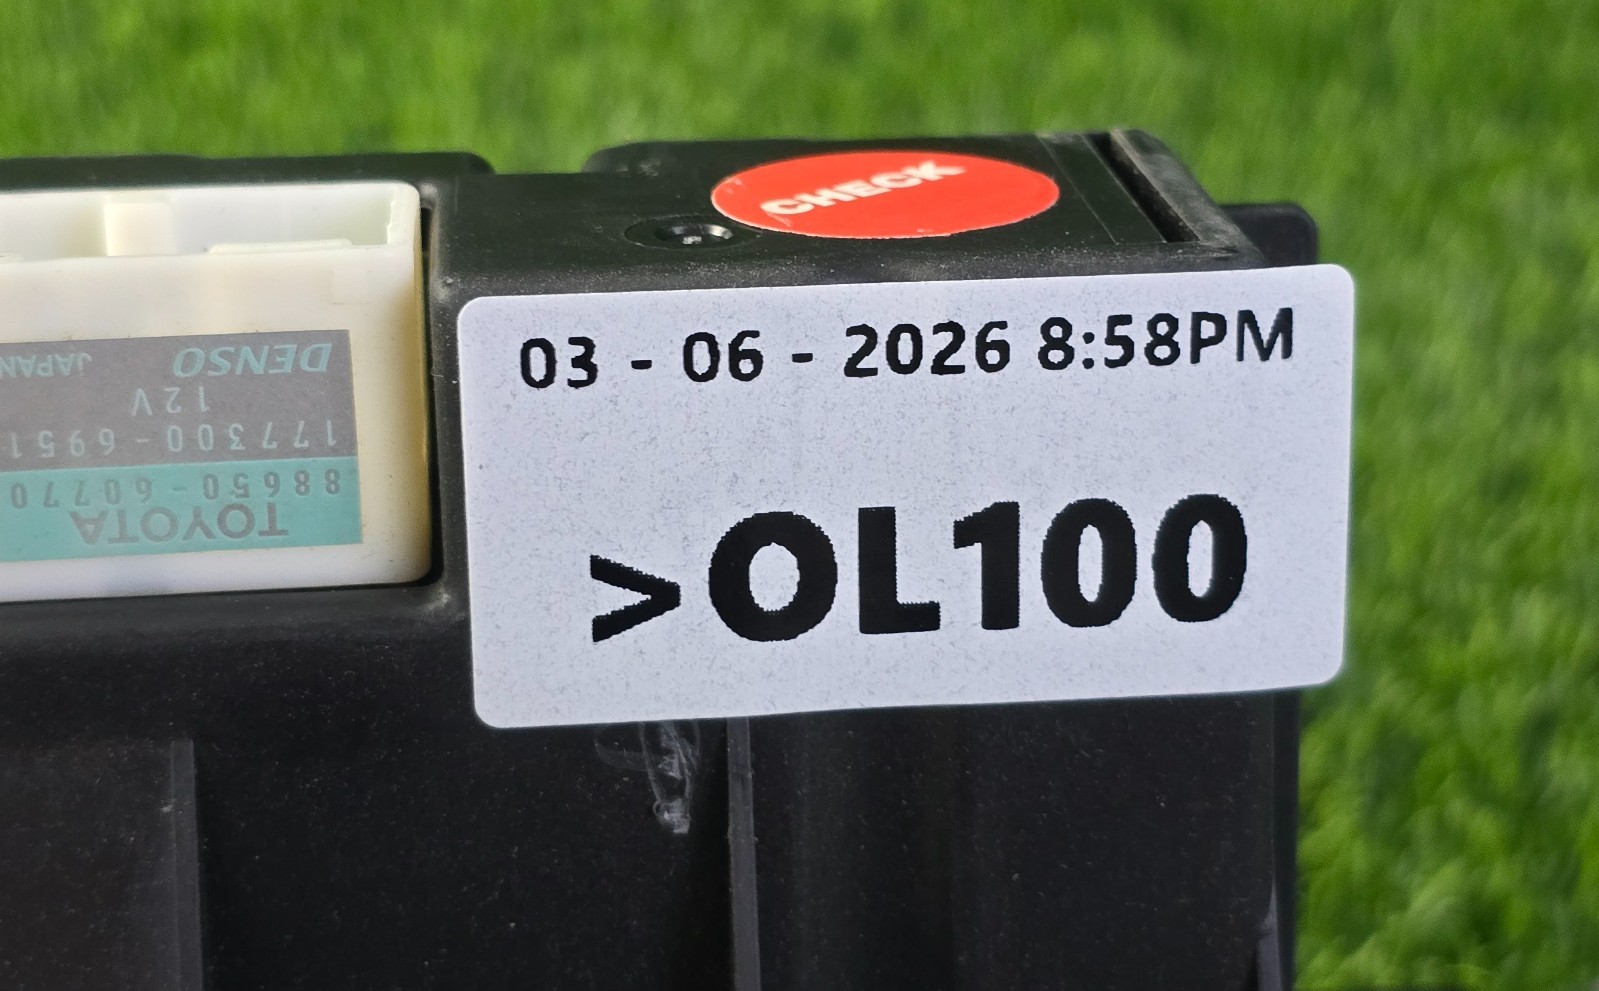 CHECK
03 - 06 - 2026 8:58PM
>OL100
TOYOTA
88650-60770
177300-6951
12V
DENSO JAPAN